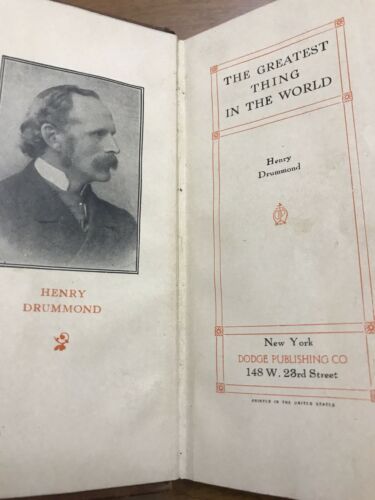 HENRY
DRUMMOND
THE GREATEST
THING
IN THE WORLD
Henry
Drummond
New York
DODGE PUBLISHING CO
148 W. 23rd Street
PRINTED IN THE UNITED STATES